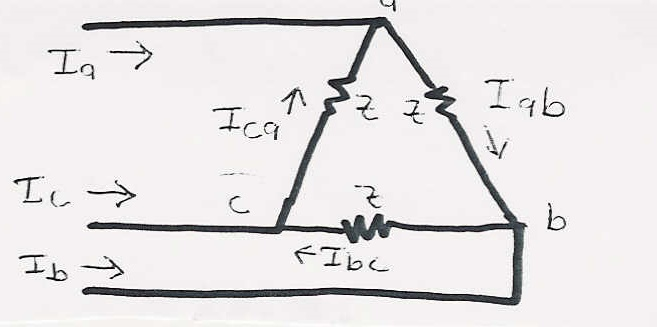 a
Ia →
Ica ↑ z z Iab ↓
Ic → c z b
← Ibc
Ib →